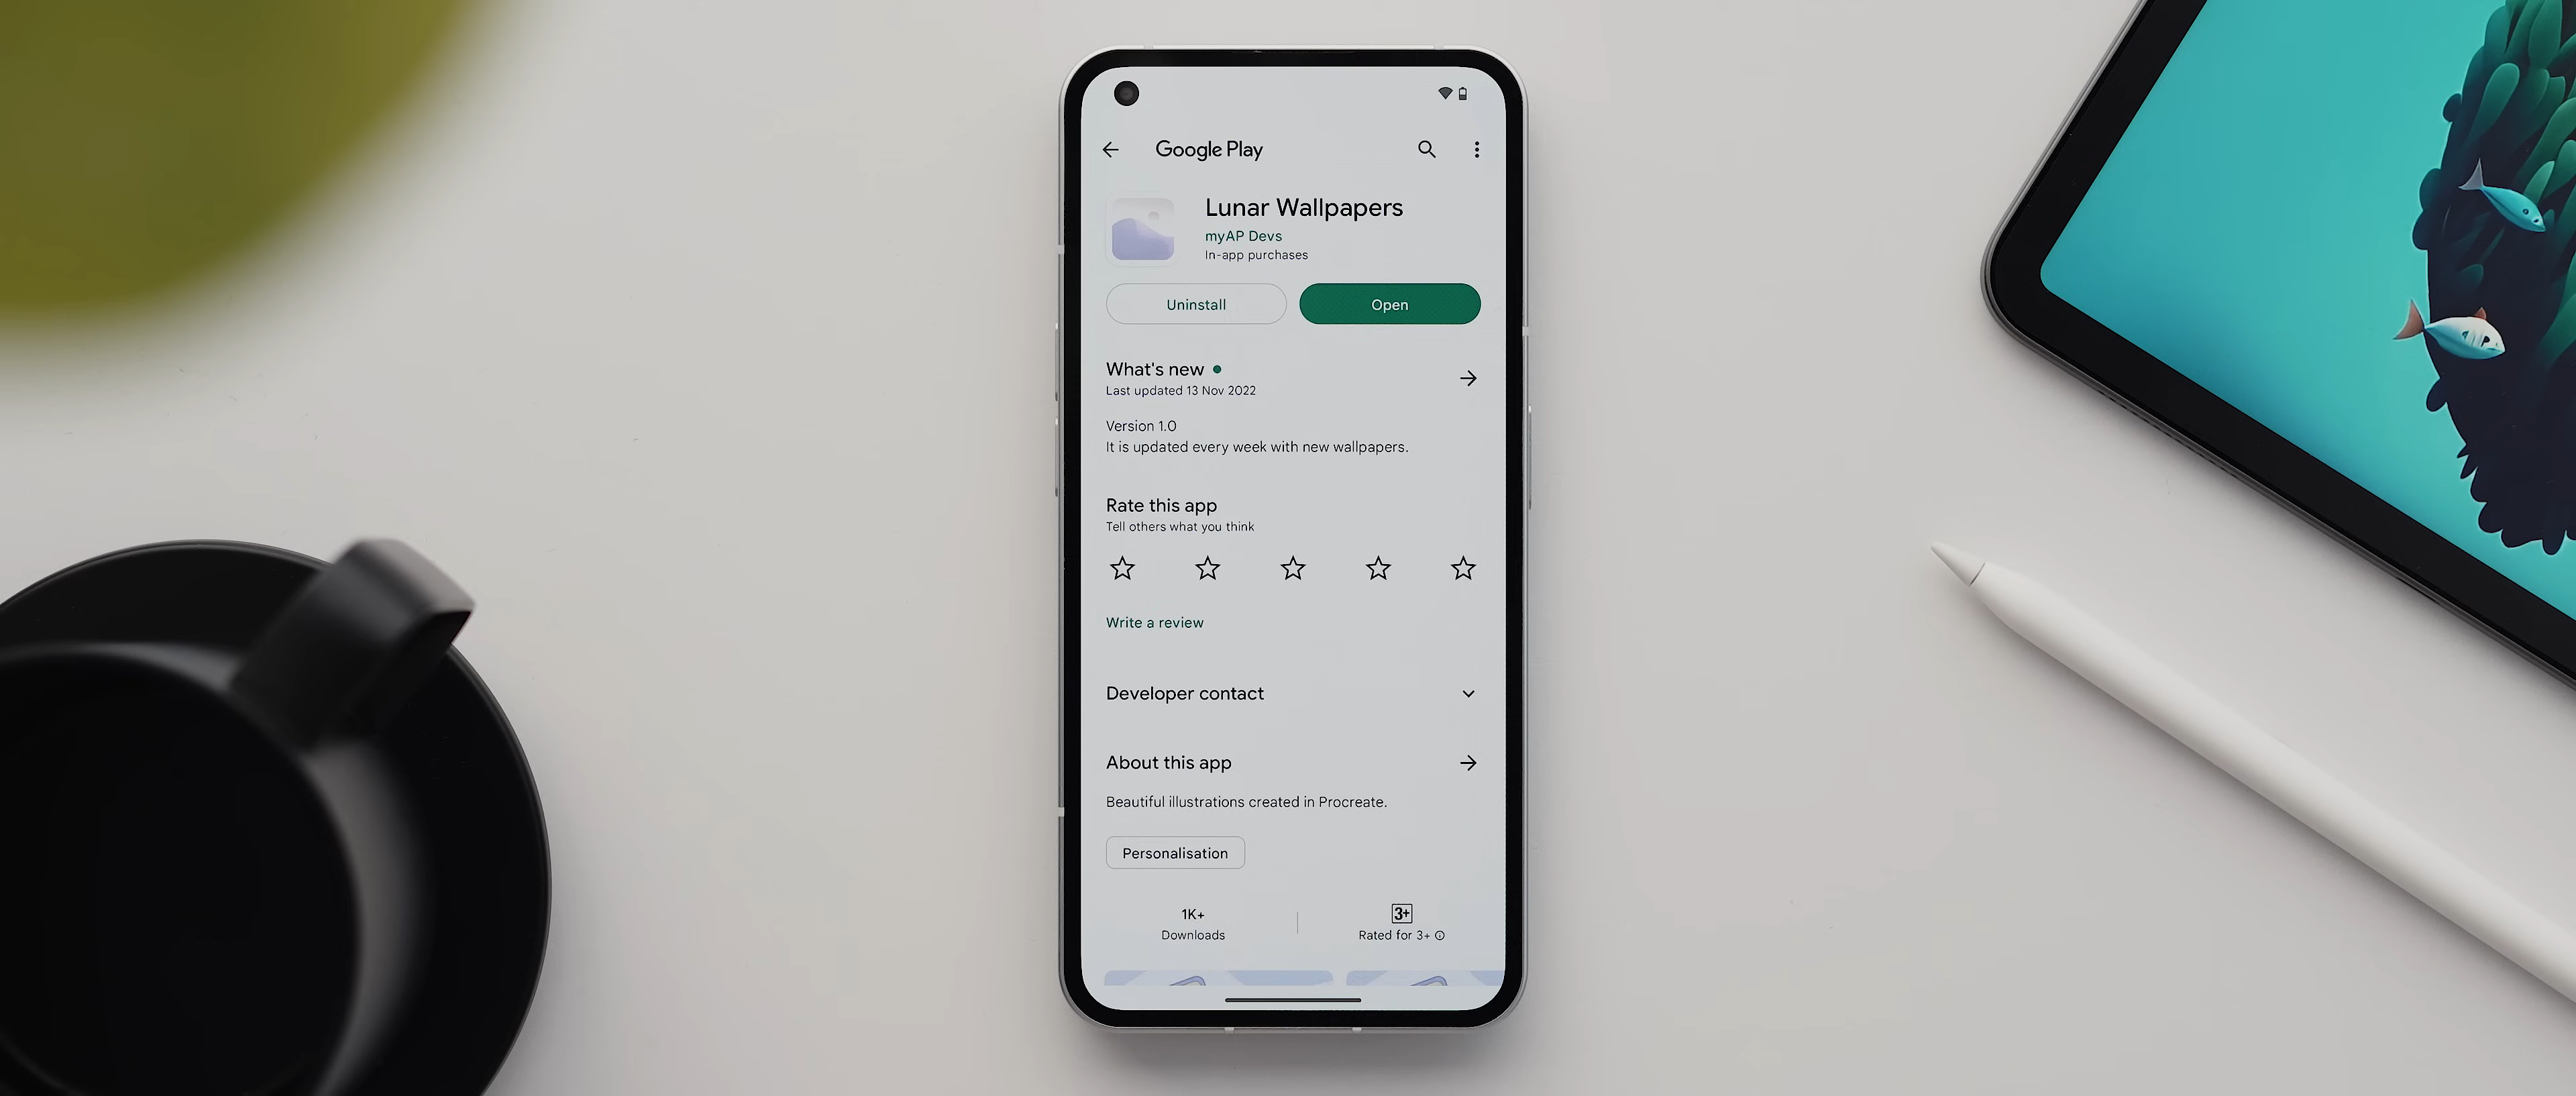 Google Play
Lunar Wallpapers
myAP Devs
In-app purchases
Uninstall
Open
What's new
Last updated 13 Nov 2022
Version 1.0
It is updated every week with new wallpapers.
Rate this app
Tell others what you think
Write a review
Developer contact
About this app
Beautiful illustrations created in Procreate.
Personalisation
1K+
Downloads
3+
Rated for 3+